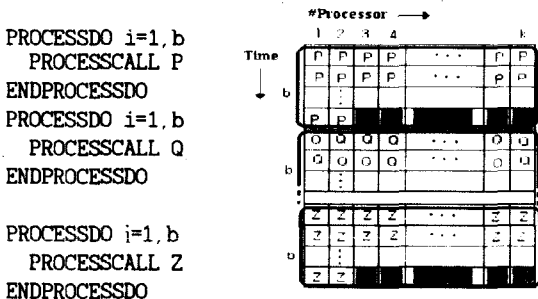 PROCESSDO i=1,b
PROCESSCALL P
ENDPROCESSDO
PROCESSDO i=1,b
PROCESSCALL Q
ENDPROCESSDO
PROCESSDO i=1,b
PROCESSCALL Z
ENDPROCESSDO
#Processor →
1 2 3 4 k
Time
P P P P ... P P
P P P P ... P P
b
P P
Q Q Q Q ... Q Q
Q Q Q Q ... Q Q
b
Z Z Z Z ... Z Z
Z Z Z Z ... Z Z
b
Z Z